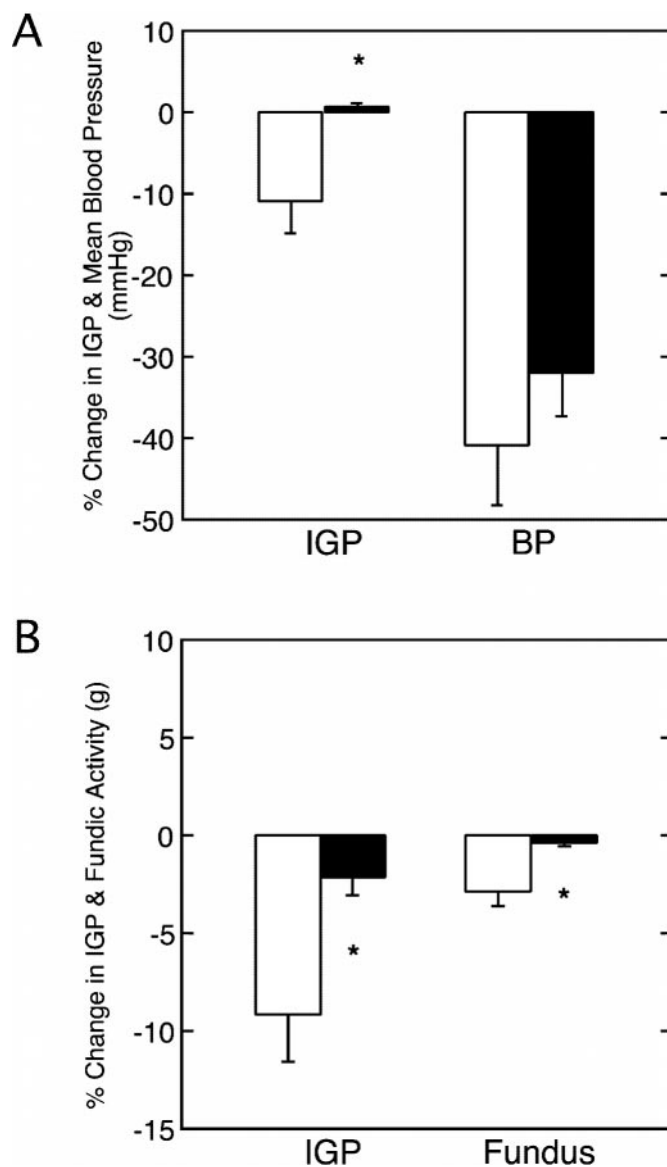 A
% Change in IGP & Mean Blood Pressure
(mmHg)
10
0
-10
-20
-30
-40
-50
*
IGP BP
B
% Change in IGP & Fundic Activity (g)
10
5
0
-5
-10
-15
*
*
IGP Fundus